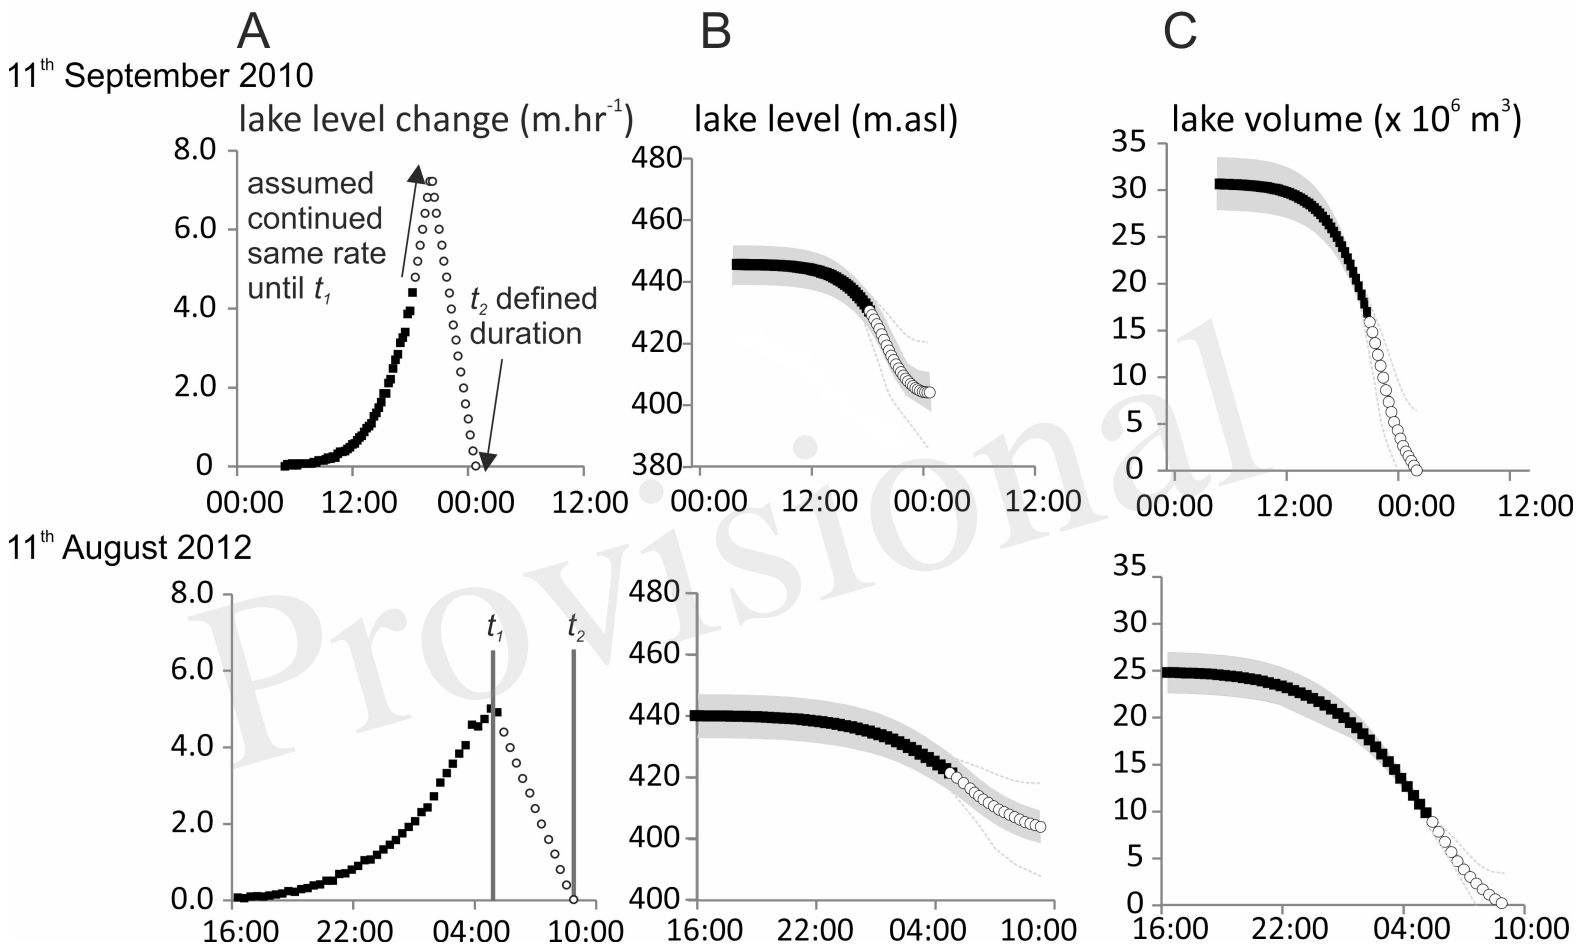 A
B
C
11th September 2010
lake level change (m.hr-1)
lake level (m.asl)
lake volume (x 10⁶ m³)
8.0
6.0
4.0
2.0
0
assumed
continued
same rate
until t1
t2 defined
duration
00:00 12:00 00:00 12:00
480
460
440
420
400
380
00:00 12:00 00:00 12:00
35
30
25
20
15
10
5
0
00:00 12:00 00:00 12:00
11th August 2012
8.0
6.0
4.0
2.0
0.0
t1
t2
16:00 22:00 04:00 10:00
480
460
440
420
400
400
16:00 22:00 04:00 10:00
35
30
25
20
15
10
5
0
16:00 22:00 04:00 10:00
Provisional